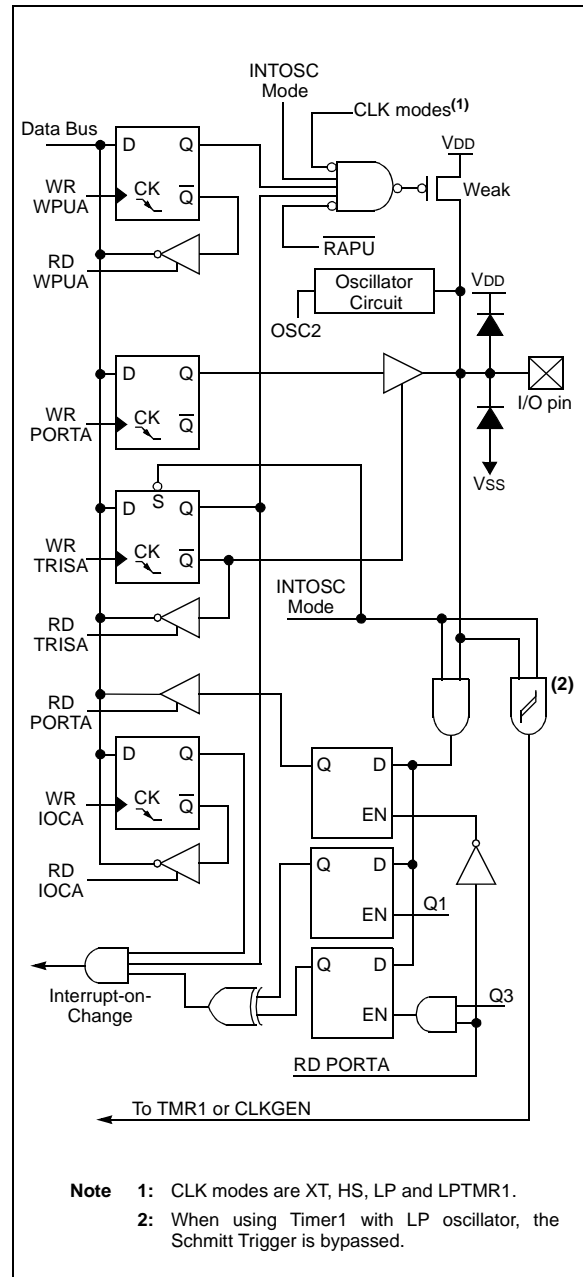 INTOSC
Mode
CLK modes(1)
Data Bus
VDD
D Q
WR
WPUA
CK
Q
Weak
RAPU
RD
WPUA
Oscillator
Circuit
VDD
OSC2
D Q
WR
PORTA
CK
Q
I/O pin
VSS
S
D Q
WR
TRISA
CK
Q
INTOSC
Mode
RD
TRISA
(2)
RD
PORTA
D Q
Q D
WR
IOCA
CK
Q
EN
RD
IOCA
Q D
EN
Q1
Q D
Interrupt-on-
Change
EN
Q3
RD PORTA
To TMR1 or CLKGEN
Note 1: CLK modes are XT, HS, LP and LPTMR1.
2: When using Timer1 with LP oscillator, the
Schmitt Trigger is bypassed.